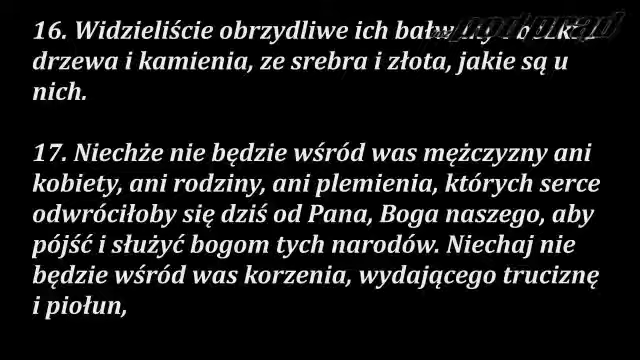 16. Widzieliście obrzydliwe ich bałwany
drzewa i kamienia, ze srebra i złota, jakie są u
nich.
17. Niechże nie będzie wśród was mężczyzny ani
kobiety, ani rodziny, ani plemienia, których serce
odwróciłoby się dziś od Pana, Boga naszego, aby
pójść i służyć bogom tych narodów. Niechaj nie
będzie wśród was korzenia, wydającego truciznę
i piołun,